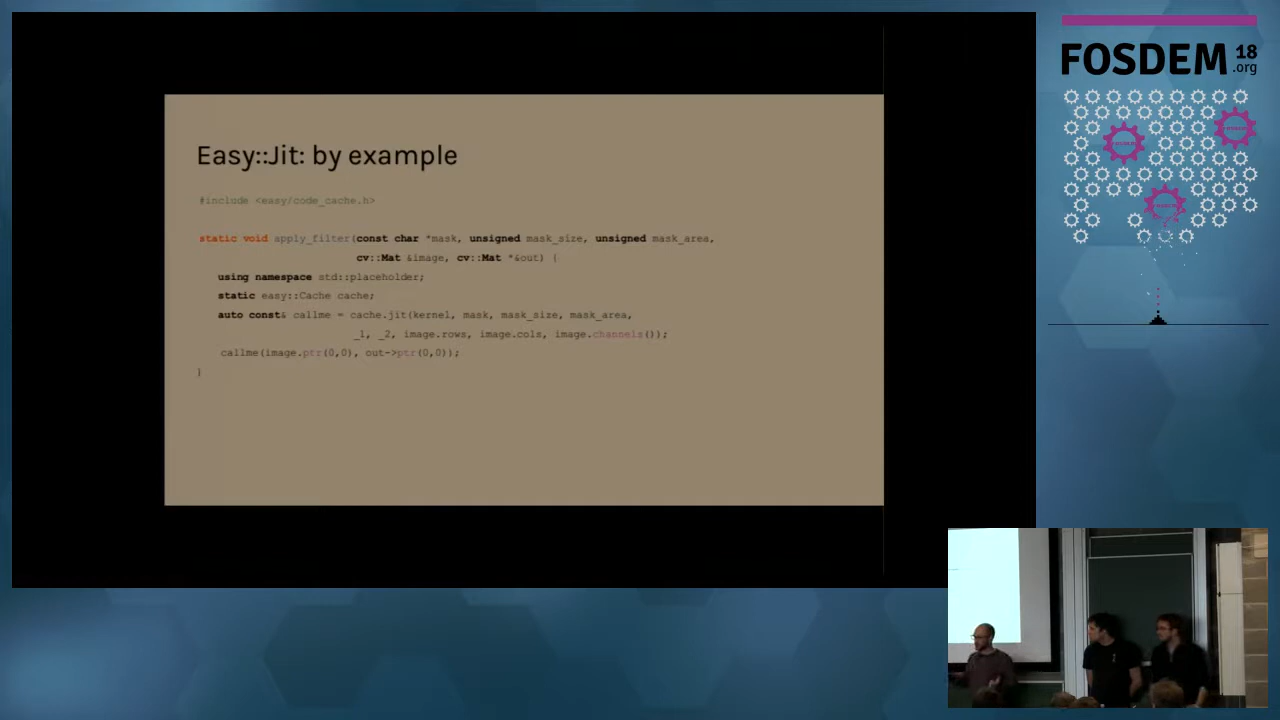 FOSDEM 18
.org
Easy::Jit: by example
#include <easy/code_cache.h>
static void apply_filter(const char *mask, unsigned mask_size, unsigned mask_area,
cv::Mat &image, cv::Mat *&out) {
using namespace std::placeholder;
static easy::Cache cache;
auto const& callme = cache.jit(kernel, mask, mask_size, mask_area,
_1, _2, image.rows, image.cols, image.channels());
callme(image.ptr(0,0), out->ptr(0,0));
}